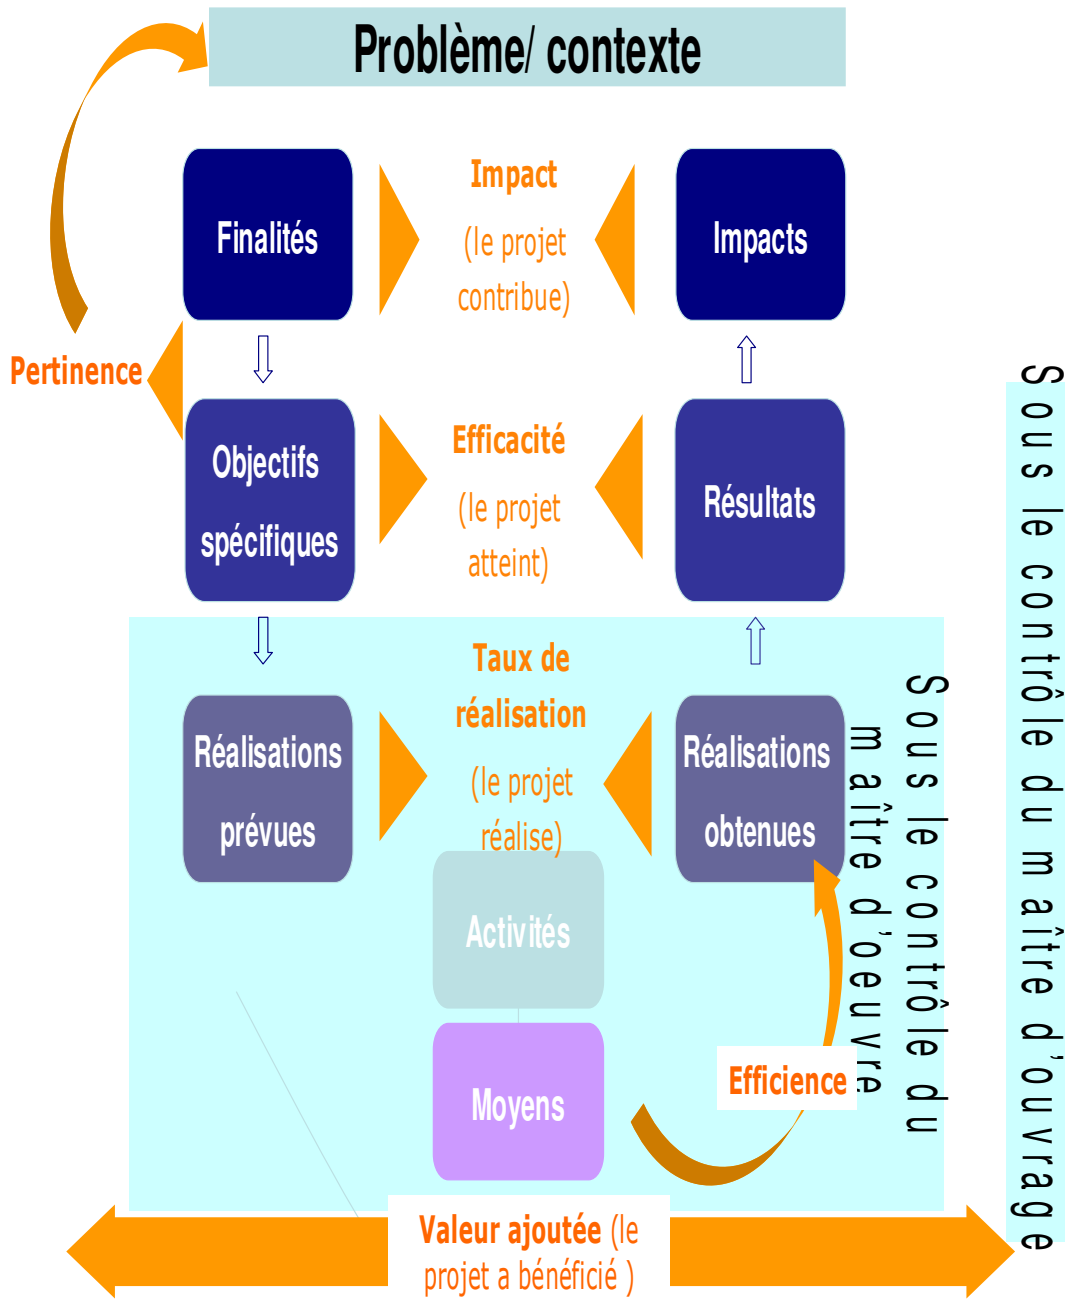 Problème/ contexte
Finalités
Impact
(le projet
contribue)
Impacts
Pertinence
Objectifs
spécifiques
Efficacité
(le projet
atteint)
Résultats
Réalisations
prévues
Taux de
réalisation
(le projet
réalise)
Réalisations
obtenues
Activités
Moyens
Efficience
Sous le contrôle du
maître d'oeuvre
Sous le contrôle du maître d'ouvrage
Valeur ajoutée (le
projet a bénéficié )